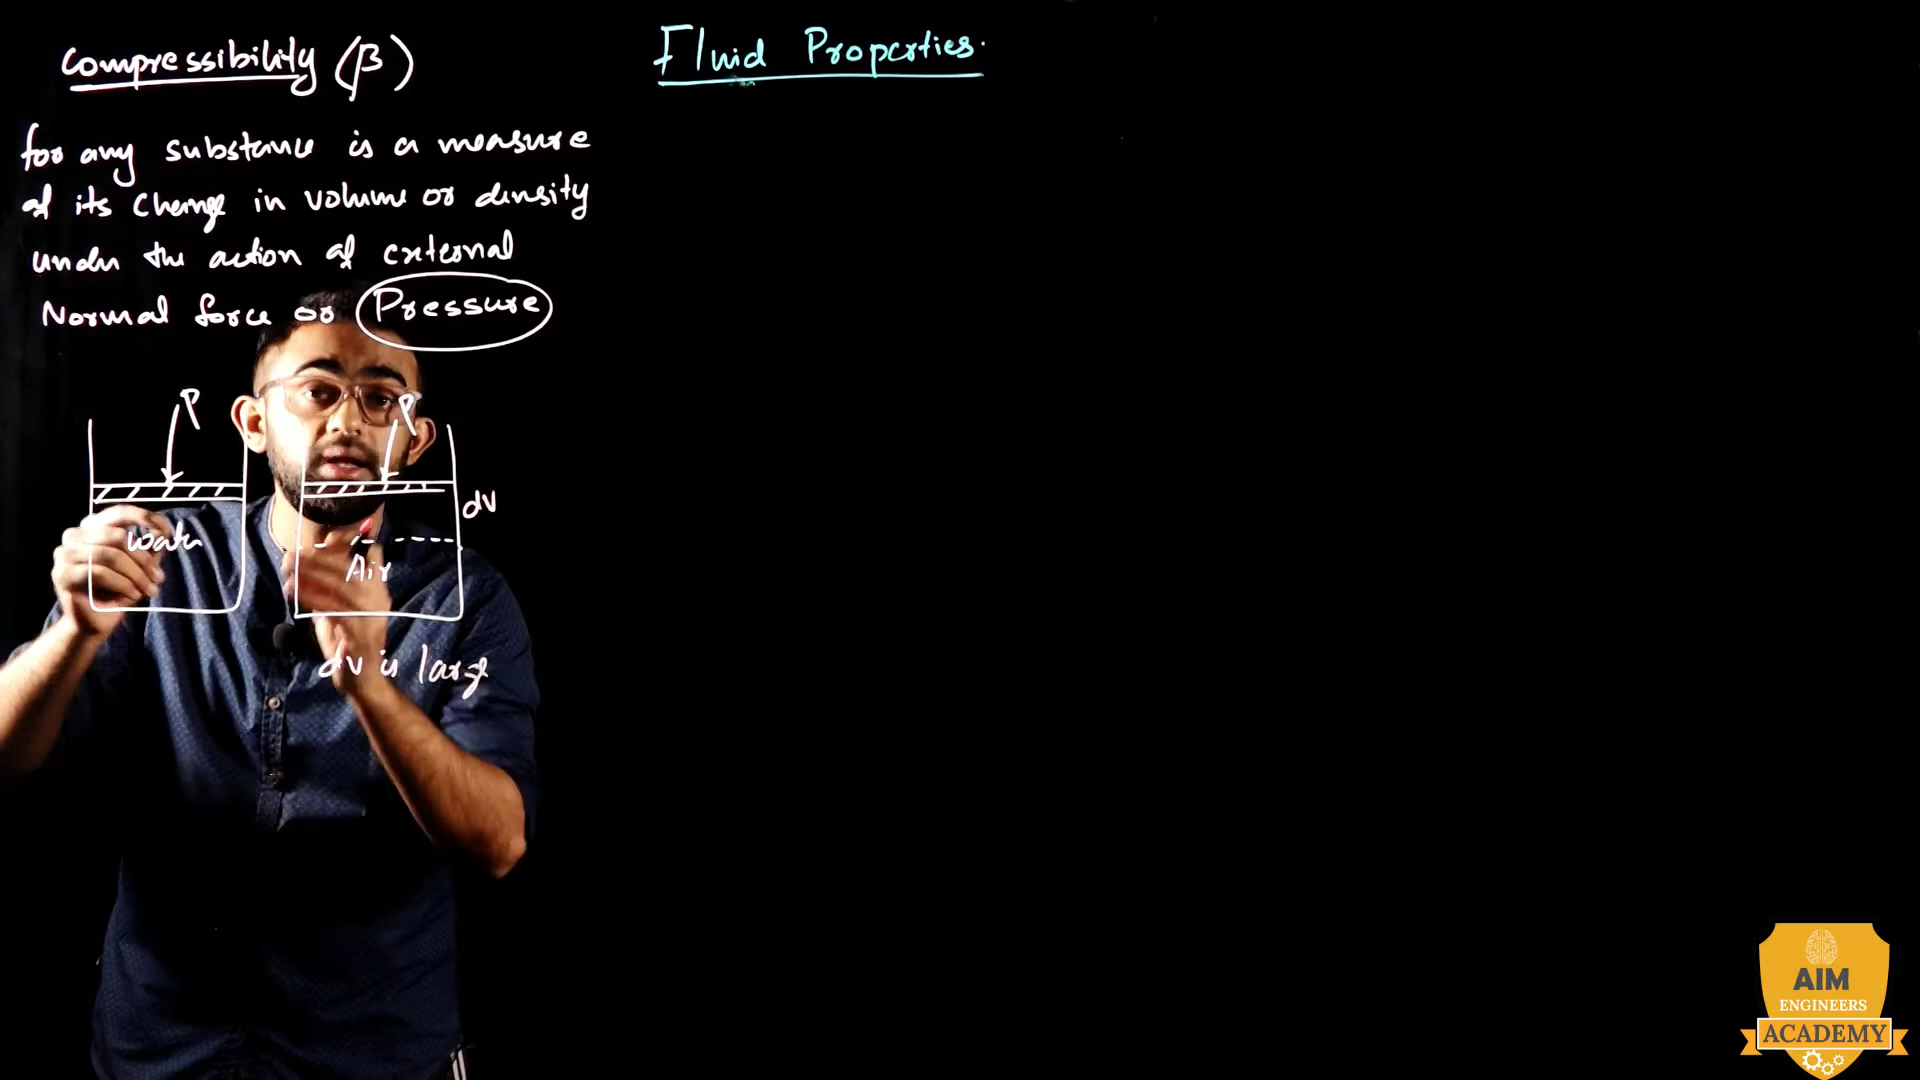 Compressibility (β)
Fluid Properties.
for any substance is a measure
of its change in volume or density
under the action of external
Normal force or Pressure
P
P
dv
Water
Air
dv is large
AIM
ENGINEERS
ACADEMY